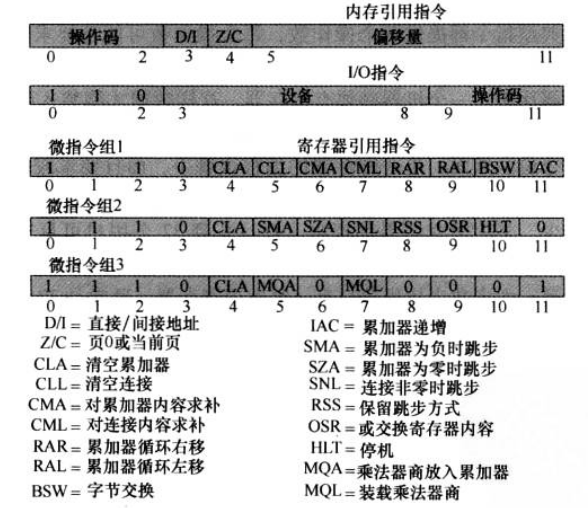 内存引用指令
操作码 D/I Z/C 偏移量
0 2 3 4 5 11
I/O指令
1 1 0 设备 操作码
0 2 3 8 9 11
微指令组1 寄存器引用指令
1 1 1 0 CLA CLL CMA CML RAR RAL BSW IAC
0 1 2 3 4 5 6 7 8 9 10 11
微指令组2
1 1 1 0 CLA SMA SZA SNL RSS OSR HLT 0
0 1 2 3 4 5 6 7 8 9 10 11
微指令组3
1 1 1 0 CLA MQA 0 MQL 0 0 0 1
0 1 2 3 4 5 6 7 8 9 10 11
D/I = 直接/间接地址
Z/C = 页0或当前页
CLA = 清空累加器
CLL = 清空连接
CMA = 对累加器内容求补
CML = 对连接内容求补
RAR = 累加器循环右移
RAL = 累加器循环左移
BSW = 字节交换
IAC = 累加器递增
SMA = 累加器为负时跳步
SZA = 累加器为零时跳步
SNL = 连接非零时跳步
RSS = 保留跳步方式
OSR = 或交换寄存器内容
HLT = 停机
MQA = 乘法器商放入累加器
MQL = 装载乘法器商